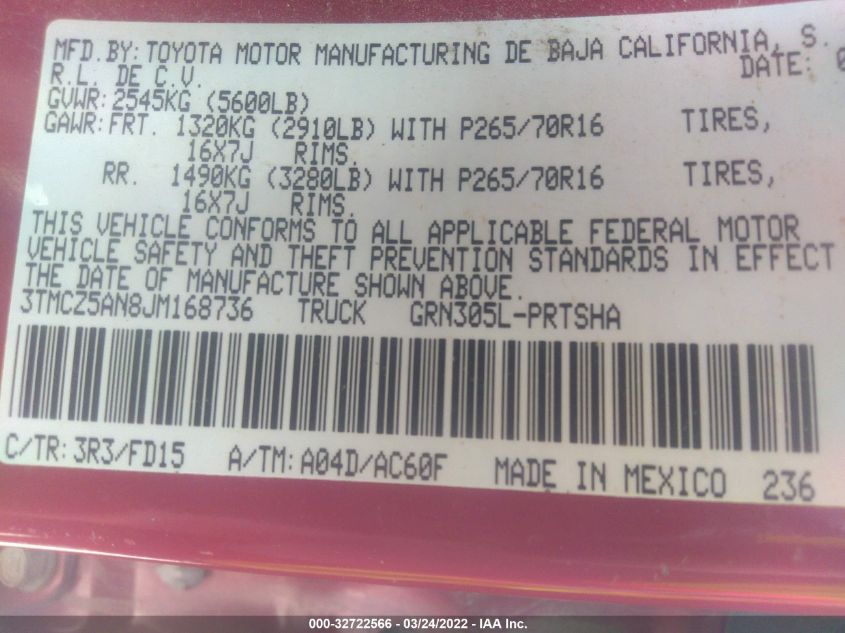 MFD. BY: TOYOTA MOTOR MANUFACTURING DE BAJA CALIFORNIA, S.
R.L. DE C.V. DATE: 0
GVWR: 2545KG (5600LB)
GAWR: FRT. 1320KG (2910LB) WITH P265/70R16 TIRES,
16X7J RIMS.
RR. 1490KG (3280LB) WITH P265/70R16 TIRES,
16X7J RIMS.
THIS VEHICLE CONFORMS TO ALL APPLICABLE FEDERAL MOTOR
VEHICLE SAFETY AND THEFT PREVENTION STANDARDS IN EFFECT
THE DATE OF MANUFACTURE SHOWN ABOVE.
3TMCZ5AN8JM168736 TRUCK GRN305L-PRTSHA
C/TR: 3R3/FD15 A/TM: A04D/AC60F MADE IN MEXICO 236
000-32722566 - 03/24/2022 - IAA Inc.